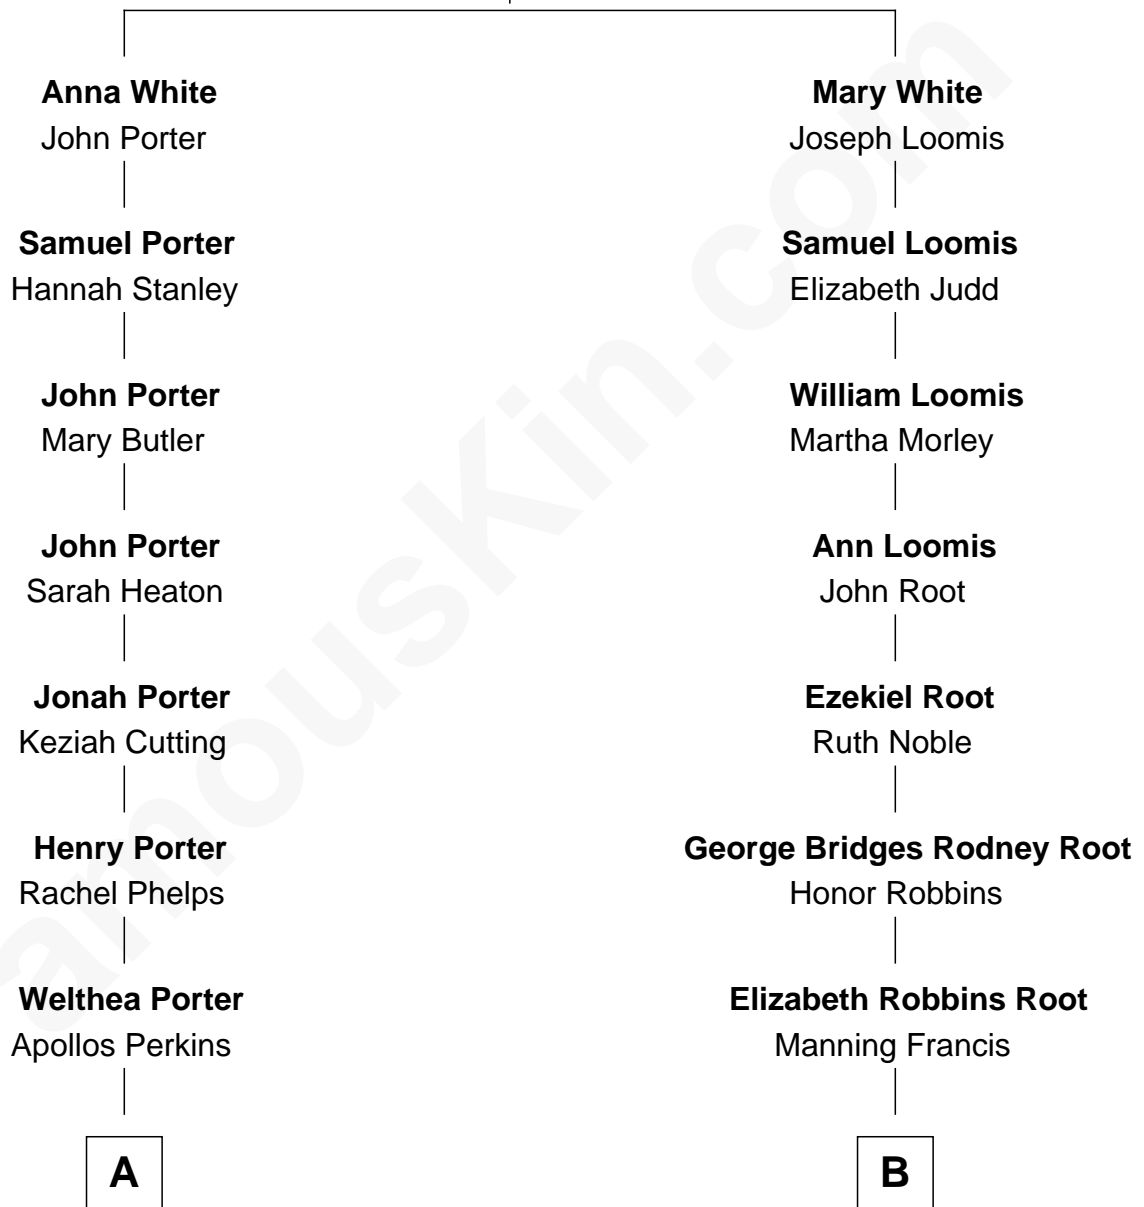 Anna White
John Porter
Samuel Porter
Hannah Stanley
John Porter
Mary Butler
John Porter
Sarah Heaton
Jonah Porter
Keziah Cutting
Henry Porter
Rachel Phelps
Welthea Porter
Apollos Perkins
A
Mary White
Joseph Loomis
Samuel Loomis
Elizabeth Judd
William Loomis
Martha Morley
Ann Loomis
John Root
Ezekiel Root
Ruth Noble
George Bridges Rodney Root
Honor Robbins
Elizabeth Robbins Root
Manning Francis
B
amousKin.com